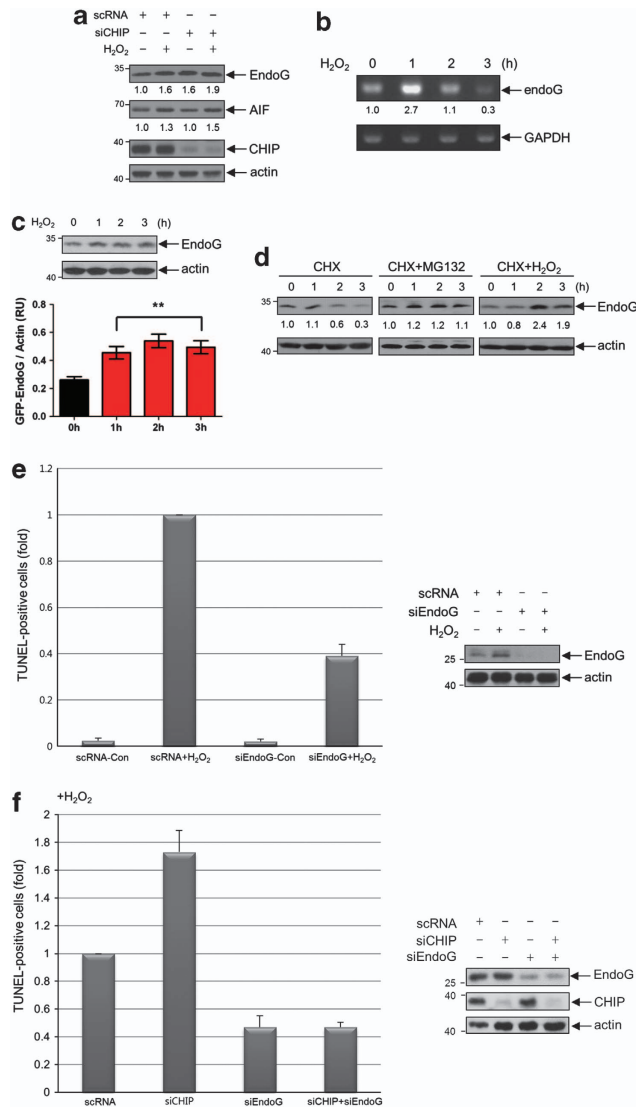 a
scRNA + + – –
siCHIP – – + +
H2O2 – + – +
35
EndoG
1.0 1.6 1.6 1.9
70
AIF
1.0 1.3 1.0 1.5
40
CHIP
40
actin
b
H2O2 0 1 2 3 (h)
endoG
1.0 2.7 1.1 0.3
GAPDH
c
H2O2 0 1 2 3 (h)
35
EndoG
40
actin
GFP-EndoG / Actin (RU)
0.8
0.6
0.4
0.2
0.0
**
0h 1h 2h 3h
d
CHX CHX+MG132 CHX+H2O2
0 1 2 3 0 1 2 3 0 1 2 3 (h)
35
EndoG
1.0 1.1 0.6 0.3 1.0 1.2 1.2 1.1 1.0 0.8 2.4 1.9
40
actin
e
TUNEL-positive cells (fold)
1.2
1
0.8
0.6
0.4
0.2
0
scRNA-Con scRNA+H2O2 siEndoG-Con siEndoG+H2O2
scRNA + + – –
siEndoG – – + +
H2O2 – + – +
25
EndoG
40
actin
f
+H2O2
TUNEL-positive cells (fold)
2
1.8
1.6
1.4
1.2
1
0.8
0.6
0.4
0.2
0
scRNA siCHIP siEndoG siCHIP+siEndoG
scRNA + – – –
siCHIP – + – +
siEndoG – – + +
25
EndoG
40
CHIP
40
actin